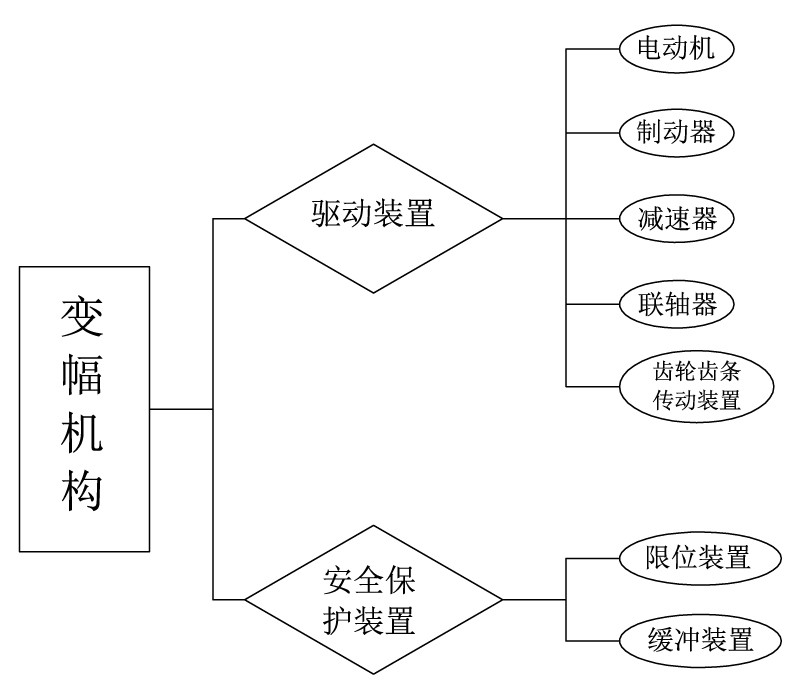 变
幅
机
构
驱动装置
电动机
制动器
减速器
联轴器
齿轮齿条
传动装置
安全保
护装置
限位装置
缓冲装置